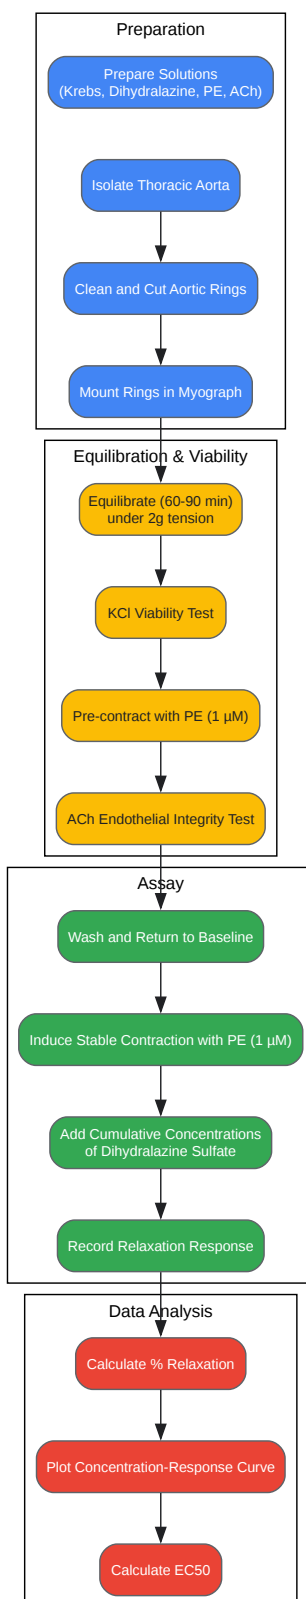 Preparation
Prepare Solutions
(Krebs, Dihydralazine, PE, ACh)
Isolate Thoracic Aorta
Clean and Cut Aortic Rings
Mount Rings in Myograph
Equilibration & Viability
Equilibrate (60-90 min)
under 2g tension
KCl Viability Test
Pre-contract with PE (1 µM)
ACh Endothelial Integrity Test
Assay
Wash and Return to Baseline
Induce Stable Contraction with PE (1 µM)
Add Cumulative Concentrations
of Dihydralazine Sulfate
Record Relaxation Response
Data Analysis
Calculate % Relaxation
Plot Concentration-Response Curve
Calculate EC50